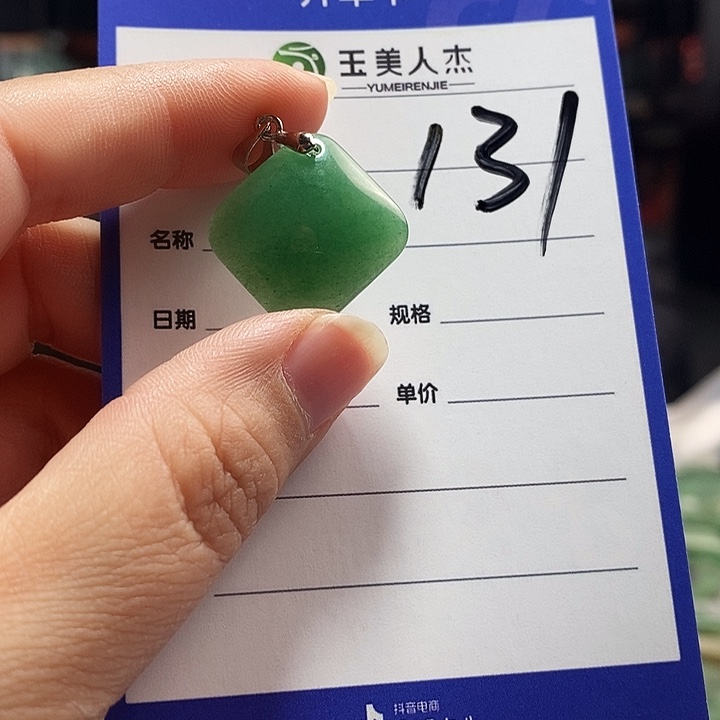 玉美人杰
YUMEIRENJIE
131
名称
日期 规格
单价
抖音电商